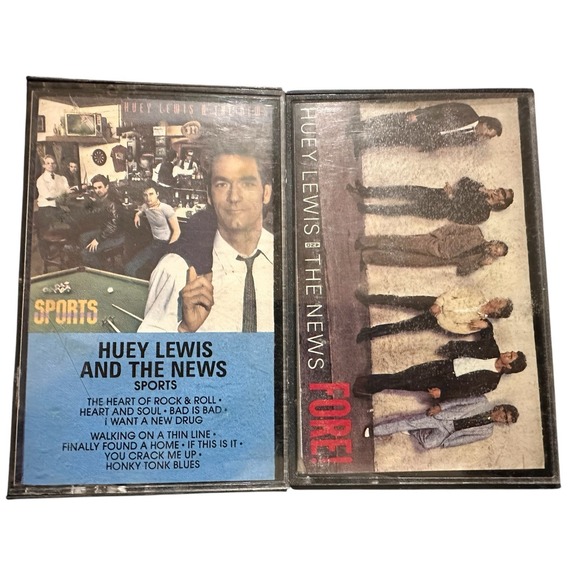 HUEY LEWIS & THE NEWS
SPORTS
HUEY LEWIS
AND THE NEWS
SPORTS
THE HEART OF ROCK & ROLL •
HEART AND SOUL • BAD IS BAD •
I WANT A NEW DRUG
WALKING ON A THIN LINE •
FINALLY FOUND A HOME • IF THIS IS IT •
YOU CRACK ME UP •
HONKY TONK BLUES
HUEY LEWIS AND THE NEWS
FORE!